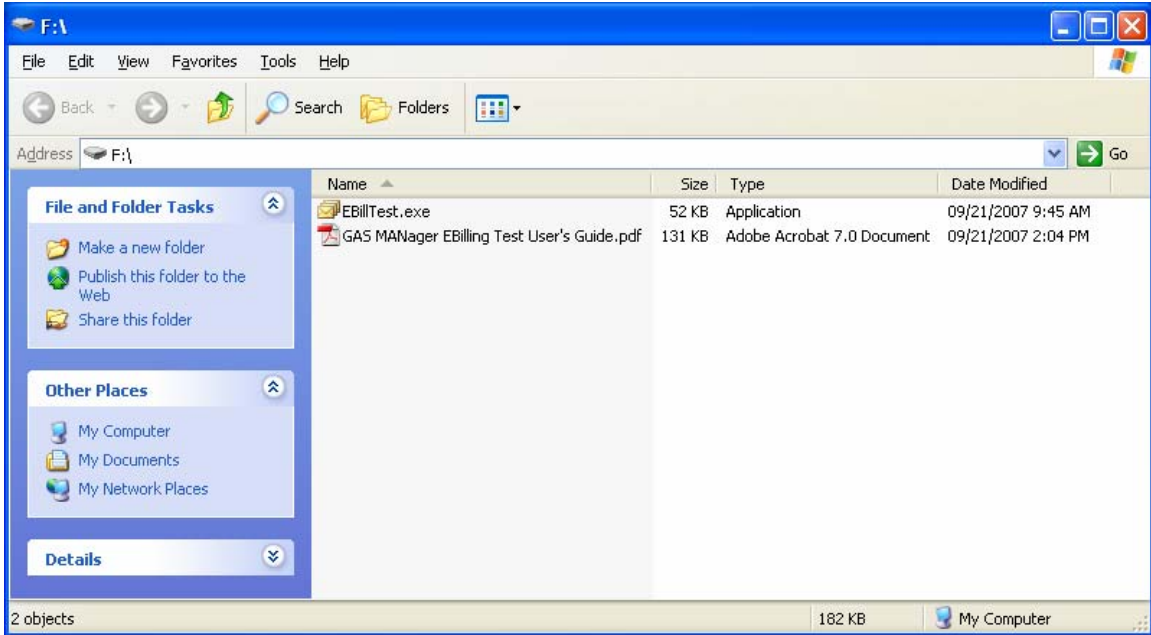 F:\
File Edit View Favorites Tools Help
Back Search Folders
Address F:\ Go
File and Folder Tasks
Make a new folder
Publish this folder to the
Web
Share this folder
Other Places
My Computer
My Documents
My Network Places
Details
Name Size Type Date Modified
EBillTest.exe 52 KB Application 09/21/2007 9:45 AM
GAS MANager EBilling Test User's Guide.pdf 131 KB Adobe Acrobat 7.0 Document 09/21/2007 2:04 PM
2 objects 182 KB My Computer